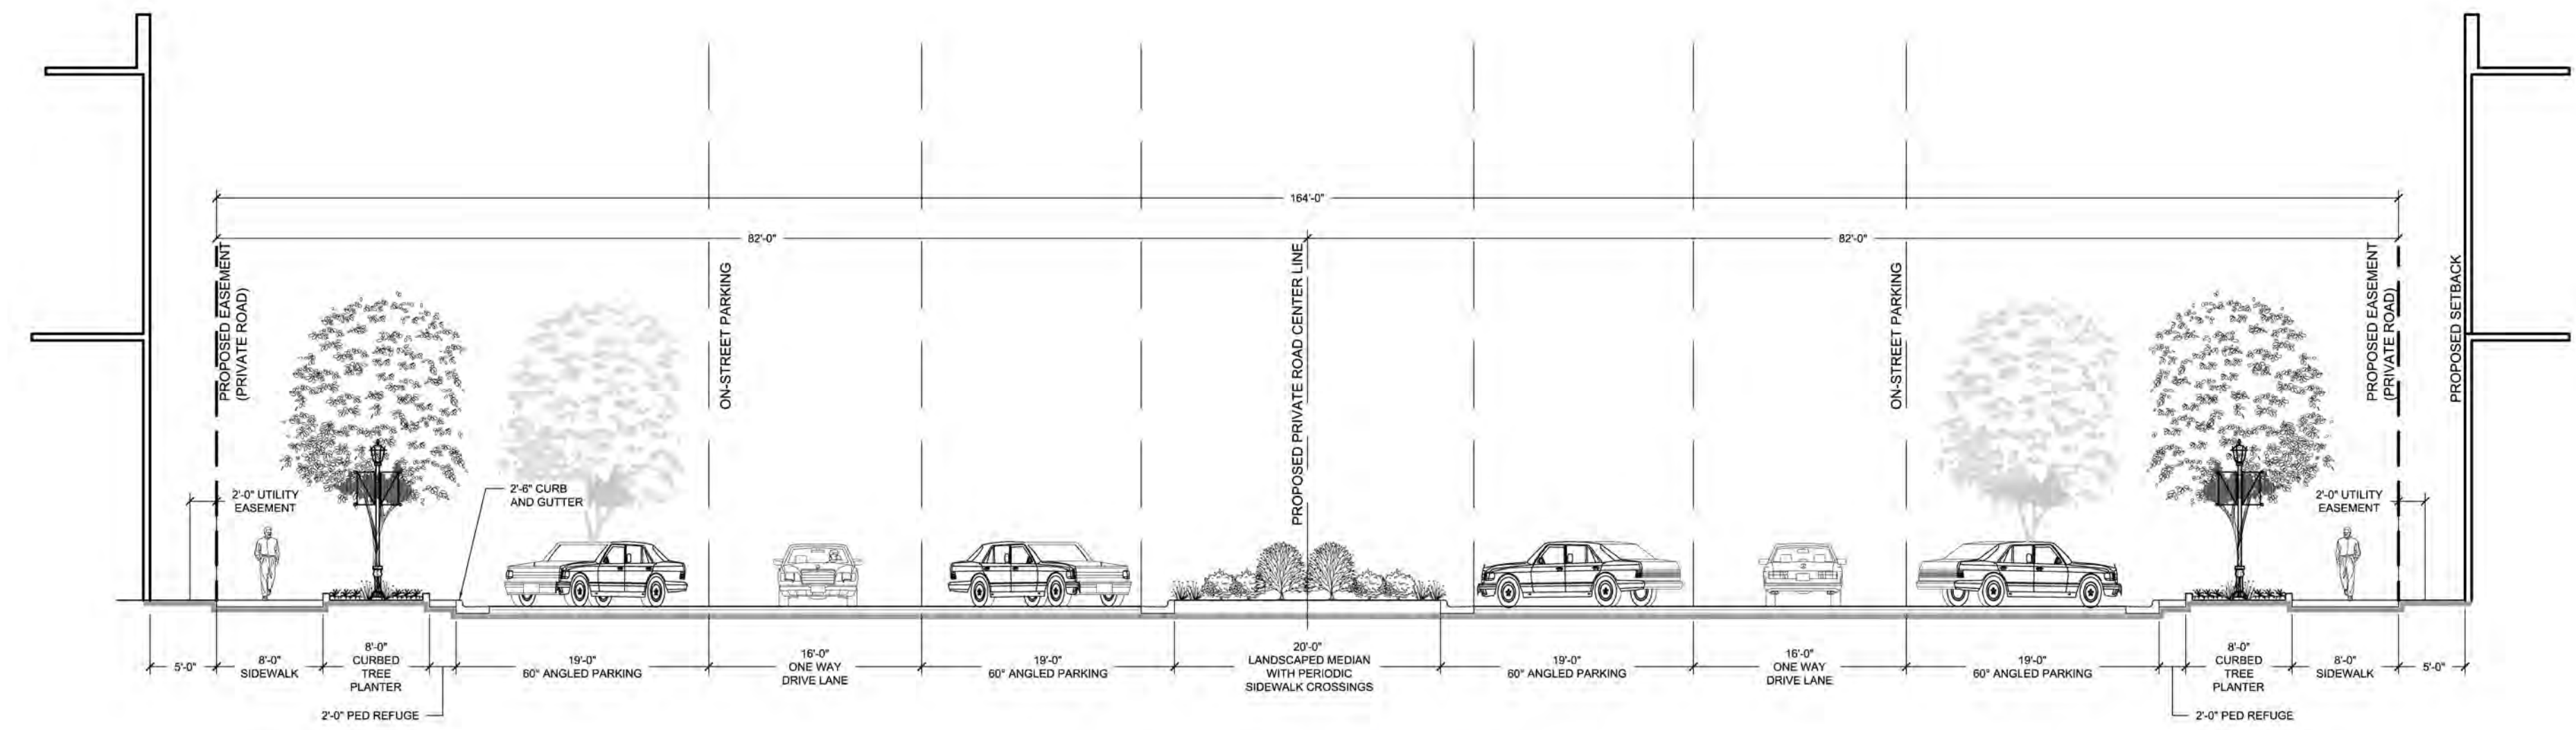 164'-0"
82'-0"
82'-0"
PROPOSED EASEMENT
(PRIVATE ROAD)
ON-STREET PARKING
PROPOSED PRIVATE ROAD CENTER LINE
ON-STREET PARKING
PROPOSED EASEMENT
(PRIVATE ROAD)
PROPOSED SETBACK
2'-0" UTILITY
EASEMENT
2'-6" CURB
AND GUTTER
2'-0" UTILITY
EASEMENT
5'-0"
8'-0"
SIDEWALK
8'-0"
CURBED
TREE
PLANTER
2'-0" PED REFUGE
19'-0"
60° ANGLED PARKING
16'-0"
ONE WAY
DRIVE LANE
19'-0"
60° ANGLED PARKING
20'-0"
LANDSCAPED MEDIAN
WITH PERIODIC
SIDEWALK CROSSINGS
19'-0"
60° ANGLED PARKING
16'-0"
ONE WAY
DRIVE LANE
19'-0"
60° ANGLED PARKING
2'-0" PED REFUGE
8'-0"
CURBED
TREE
PLANTER
8'-0"
SIDEWALK
5'-0"